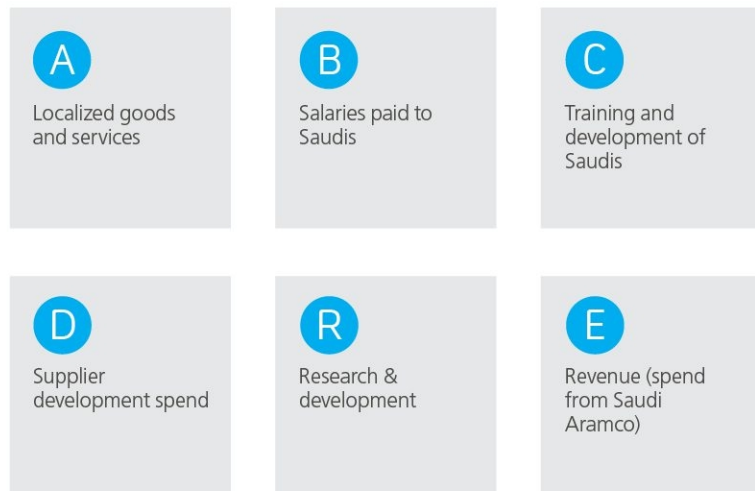 A
Localized goods
and services
B
Salaries paid to
Saudis
C
Training and
development of
Saudis
D
Supplier
development spend
R
Research &
development
E
Revenue (spend
from Saudi
Aramco)